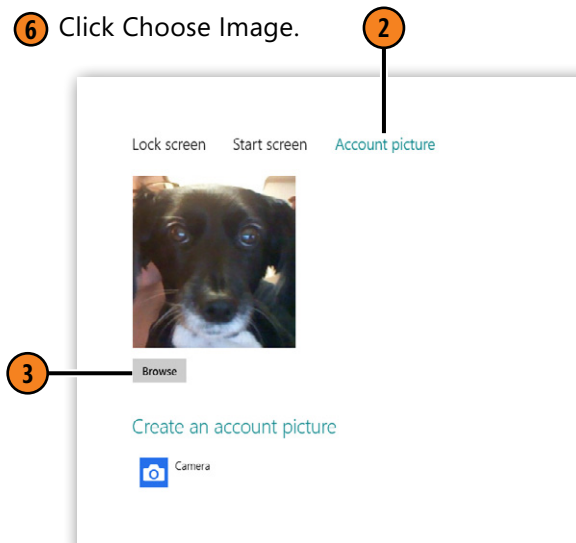 6 Click Choose Image.
2
Lock screen Start screen Account picture
3
Browse
Create an account picture
Camera